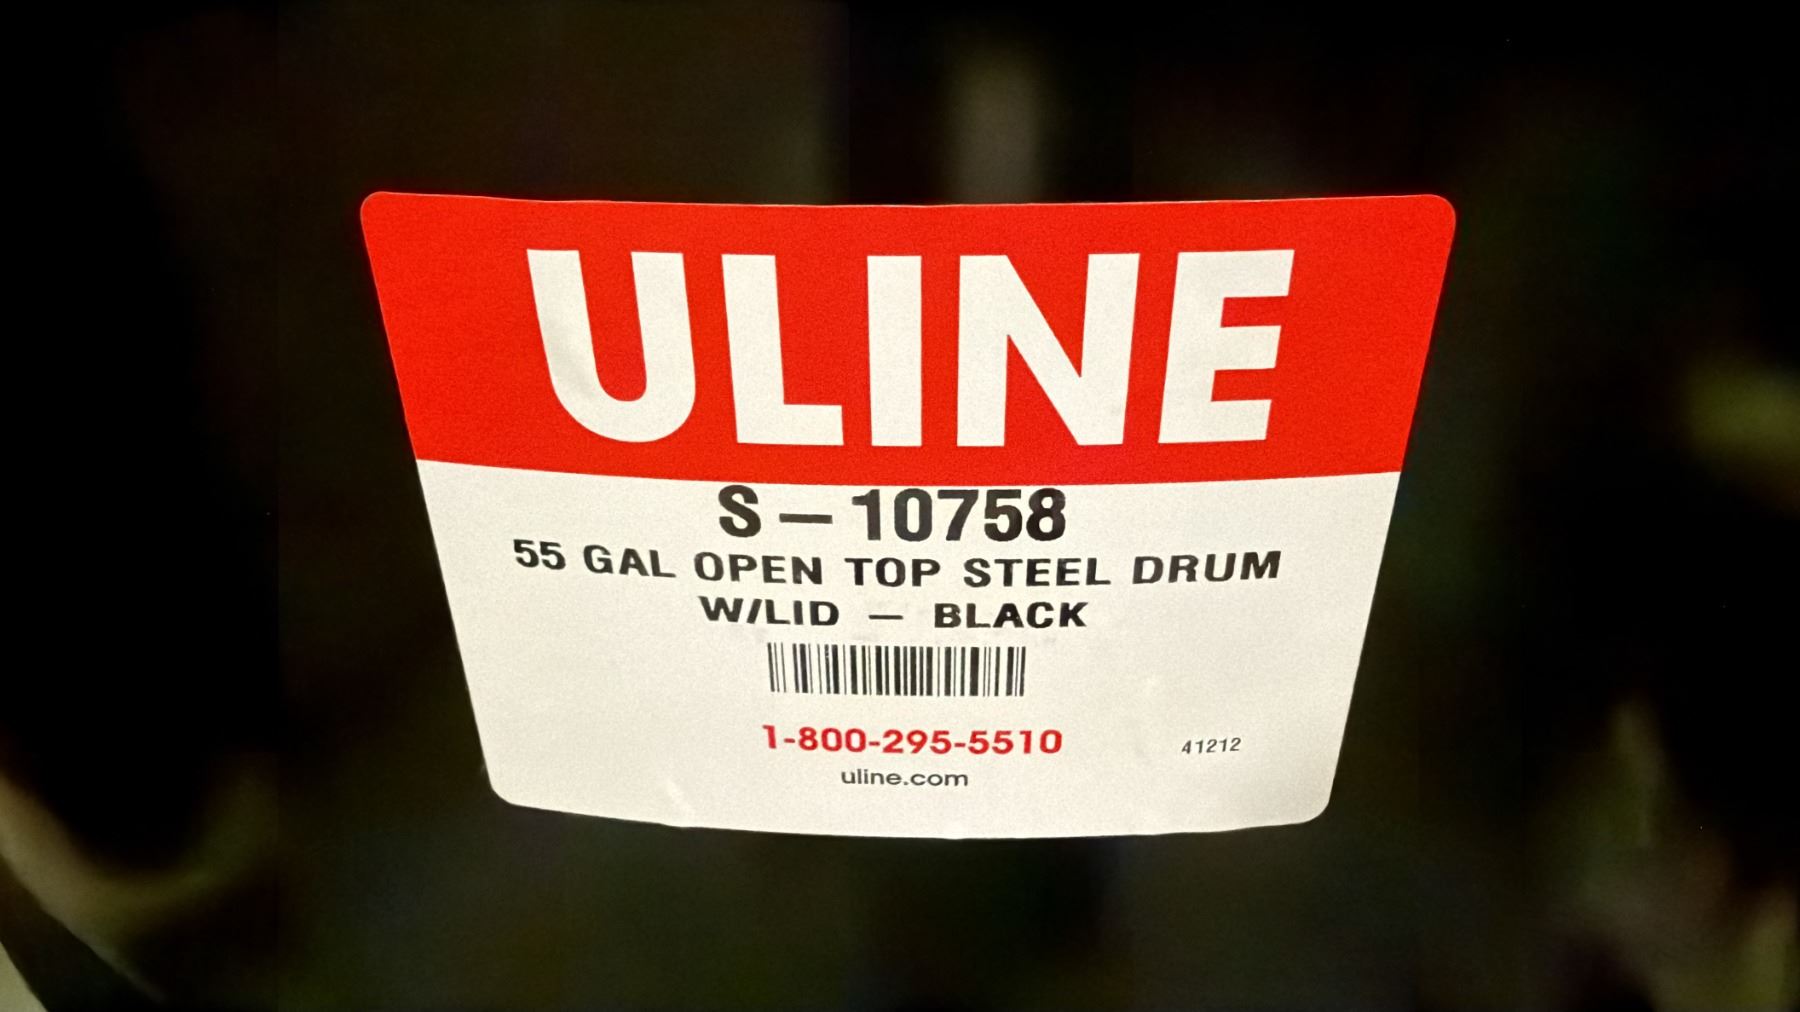 ULINE
S – 10758
55 GAL OPEN TOP STEEL DRUM
W/LID – BLACK
1-800-295-5510
41212
uline.com